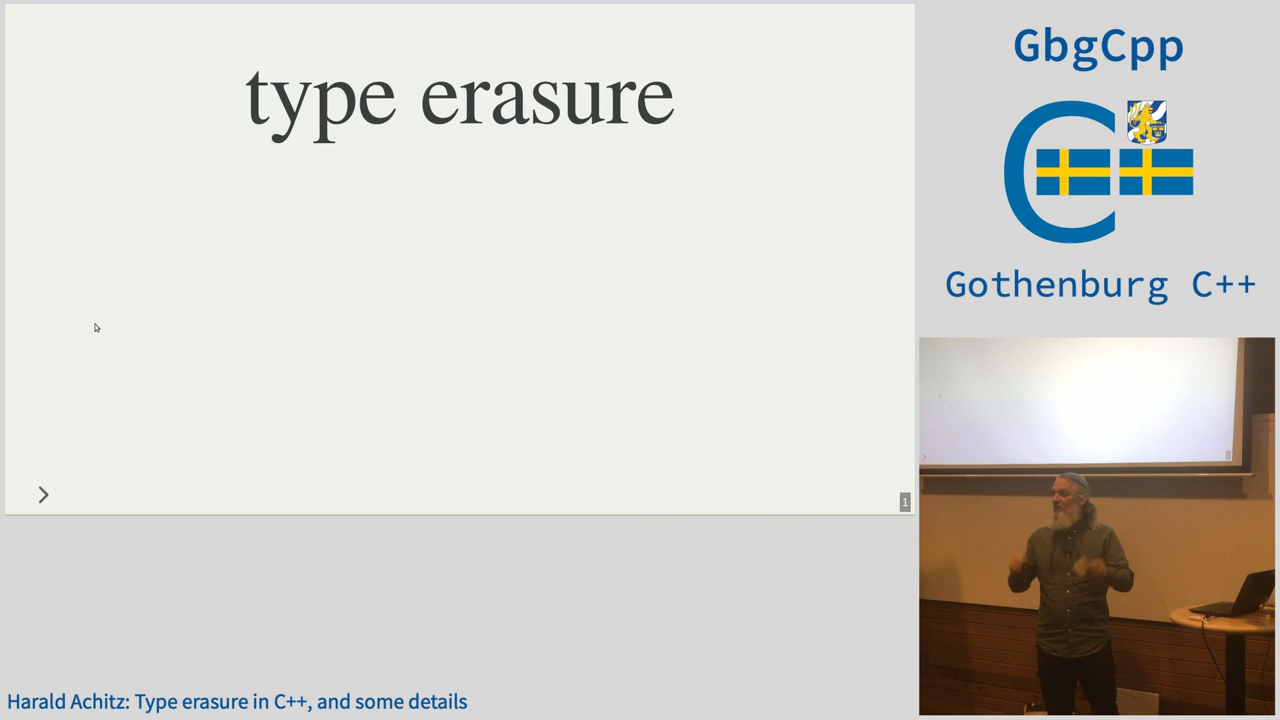 type erasure
1
GbgCpp
C++
Gothenburg C++
Harald Achitz: Type erasure in C++, and some details